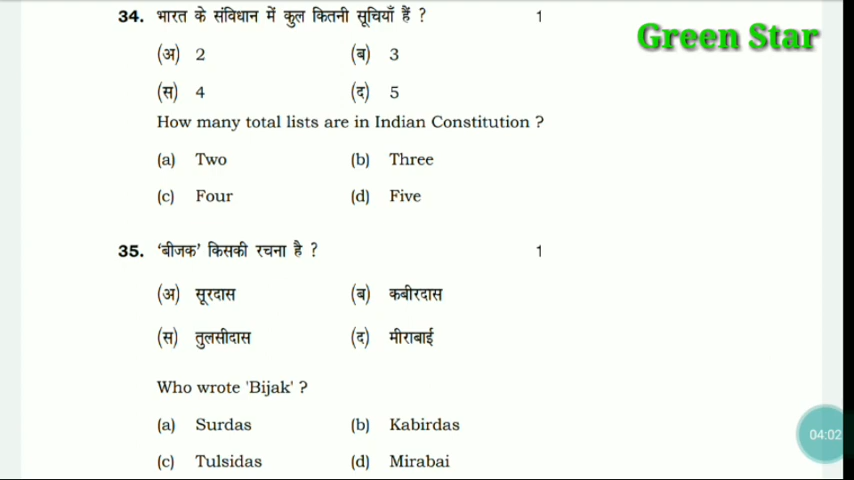 34. भारत के संविधान में कुल कितनी सूचियाँ हैं ? 1
Green Star
(अ) 2 (ब) 3
(स) 4 (द) 5
How many total lists are in Indian Constitution ?
(a) Two (b) Three
(c) Four (d) Five
35. ‘बीजक’ किसकी रचना है ? 1
(अ) सूरदास (ब) कबीरदास
(स) तुलसीदास (द) मीराबाई
Who wrote 'Bijak' ?
(a) Surdas (b) Kabirdas
04:02
(c) Tulsidas (d) Mirabai